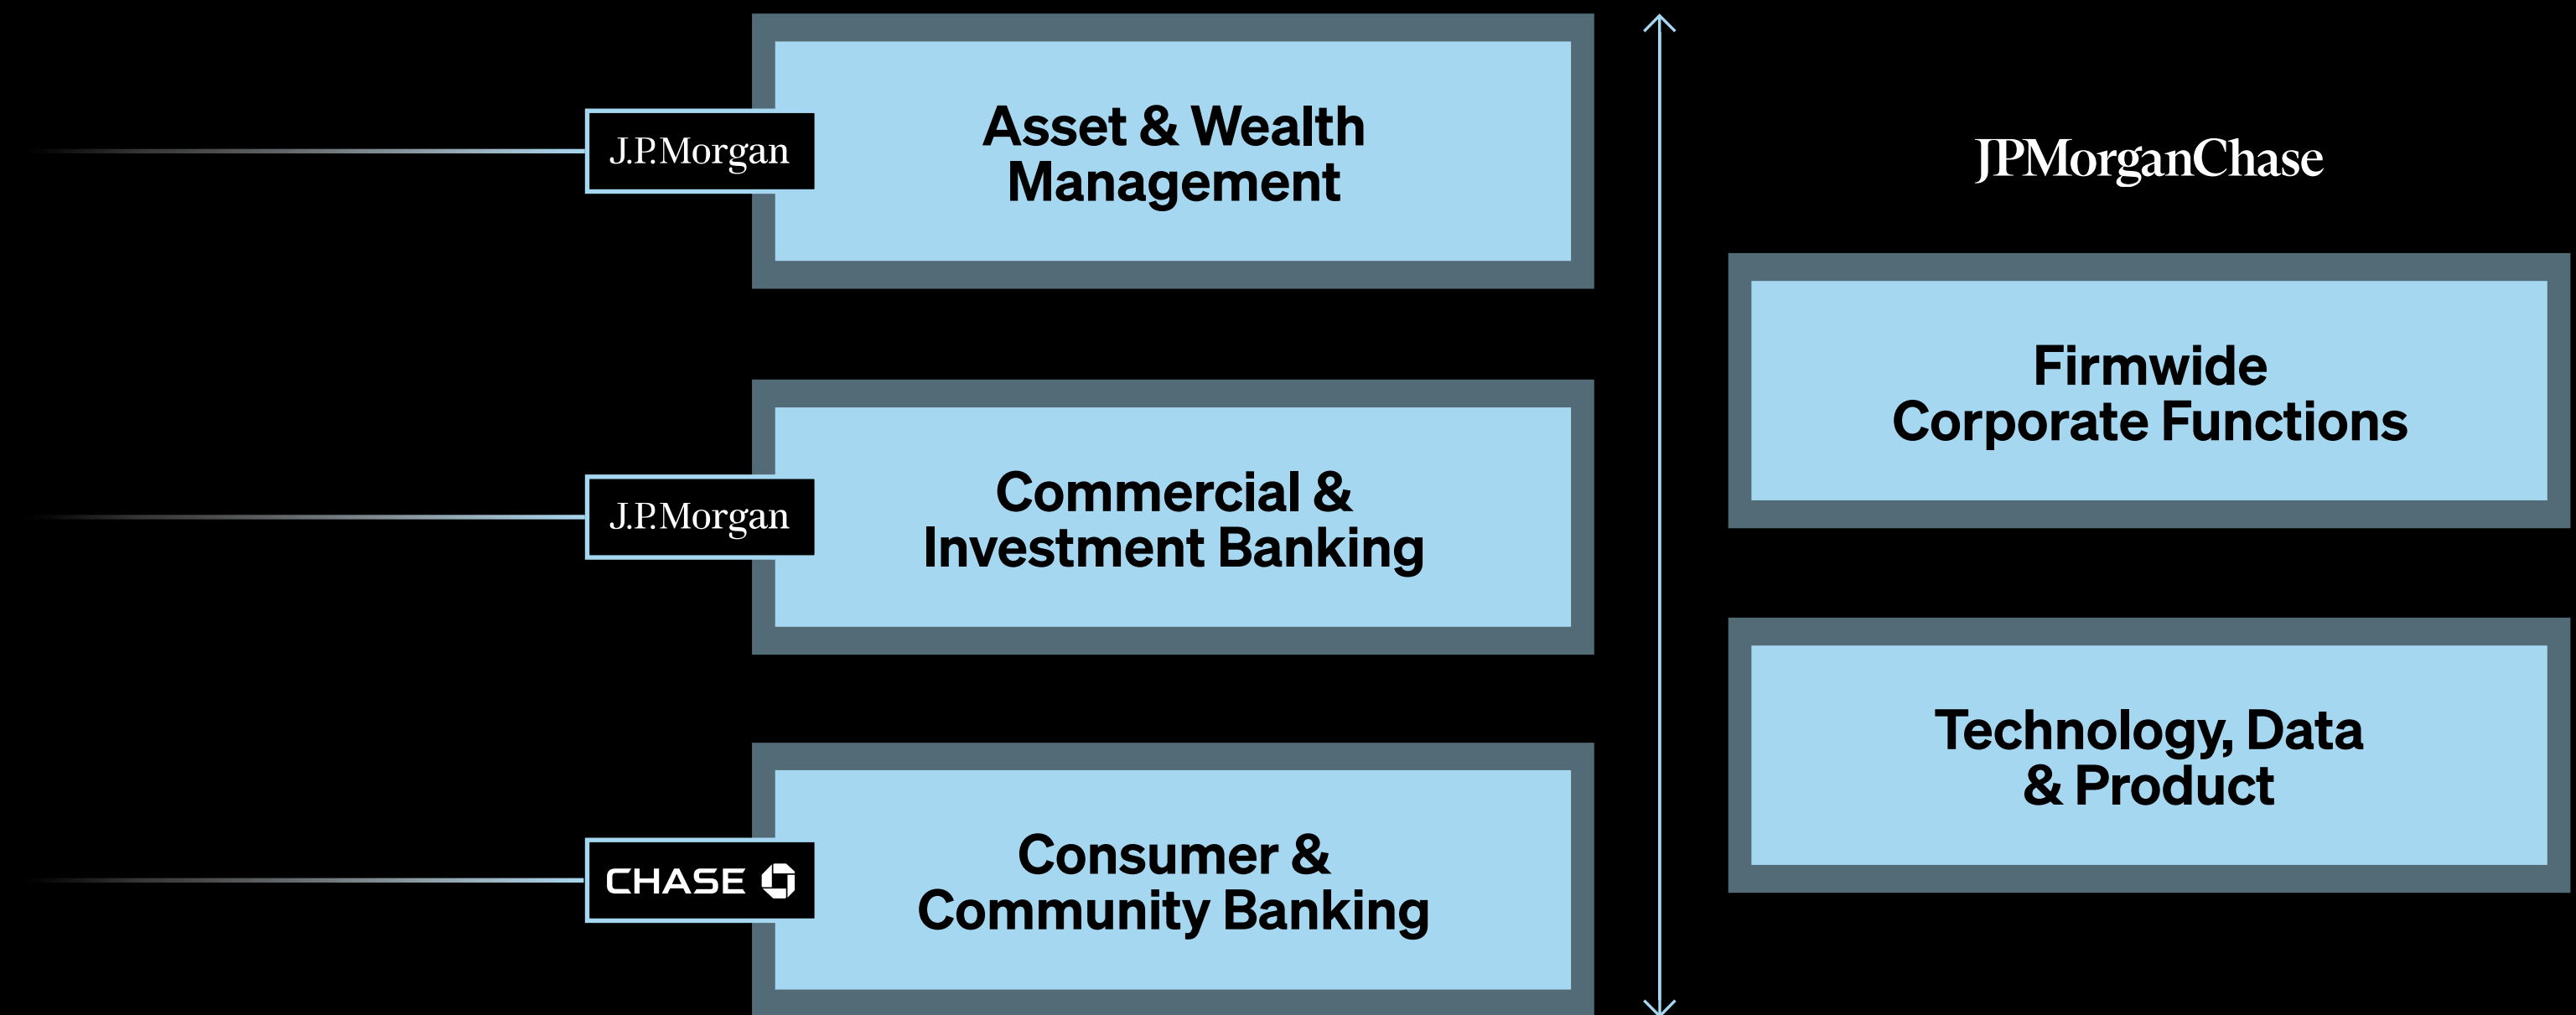 J.P.Morgan
Asset & Wealth
Management
J.P.Morgan
Commercial &
Investment Banking
CHASE
Consumer &
Community Banking
JPMorganChase
Firmwide
Corporate Functions
Technology, Data
& Product